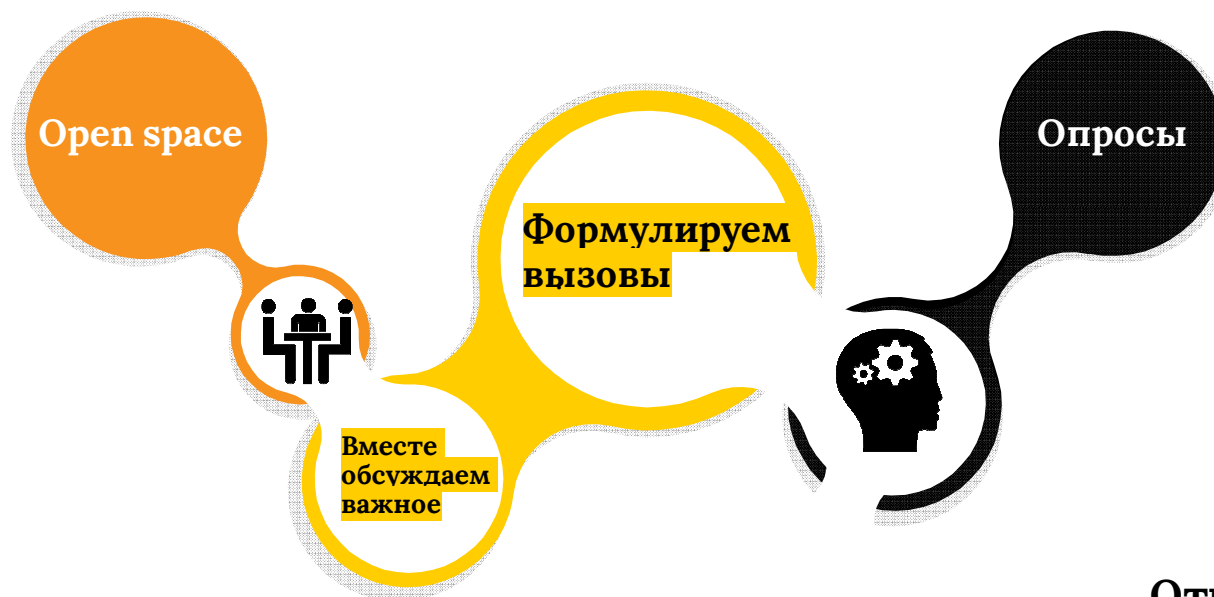 Open space
Опросы
Формулируем
вызовы
Вместе
обсуждаем
важное